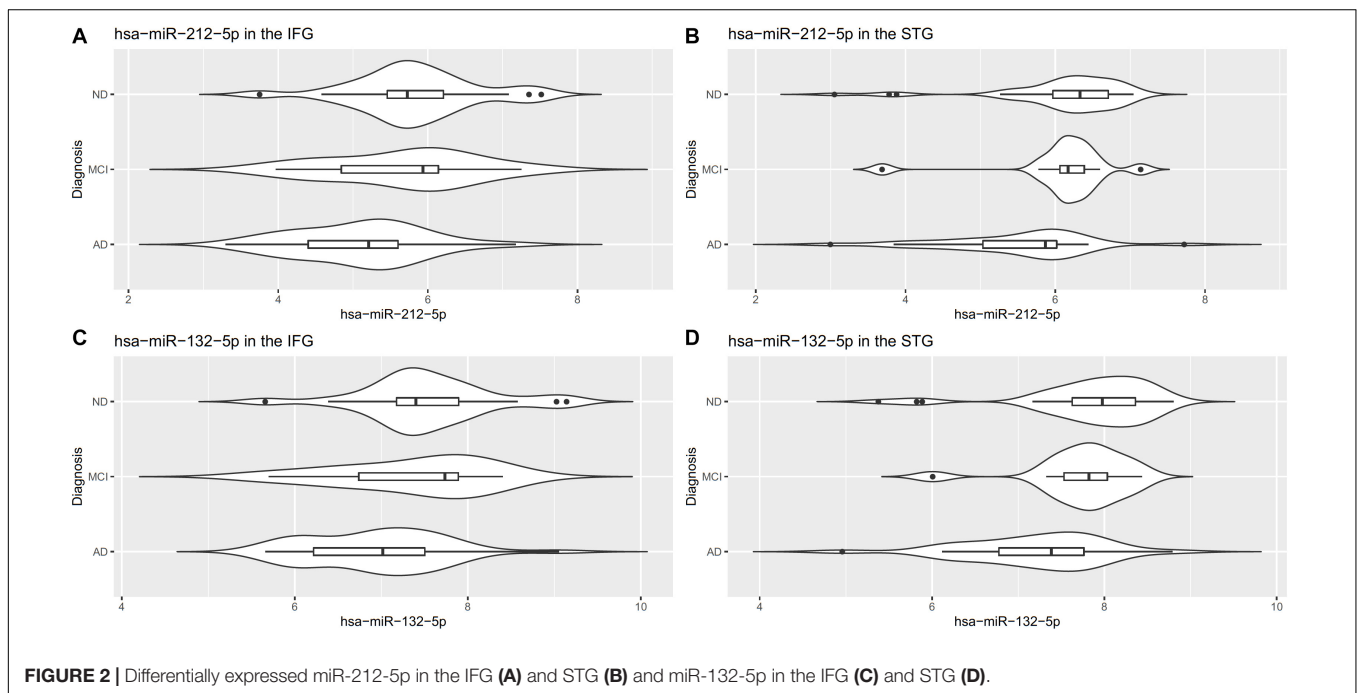 A hsa-miR-212-5p in the IFG
Diagnosis
ND
MCI
AD
2 4 6 8
hsa-miR-212-5p
B hsa-miR-212-5p in the STG
Diagnosis
ND
MCI
AD
2 4 6 8
hsa-miR-212-5p
C hsa-miR-132-5p in the IFG
Diagnosis
ND
MCI
AD
4 6 8 10
hsa-miR-132-5p
D hsa-miR-132-5p in the STG
Diagnosis
ND
MCI
AD
4 6 8 10
hsa-miR-132-5p
FIGURE 2 | Differentially expressed miR-212-5p in the IFG (A) and STG (B) and miR-132-5p in the IFG (C) and STG (D).